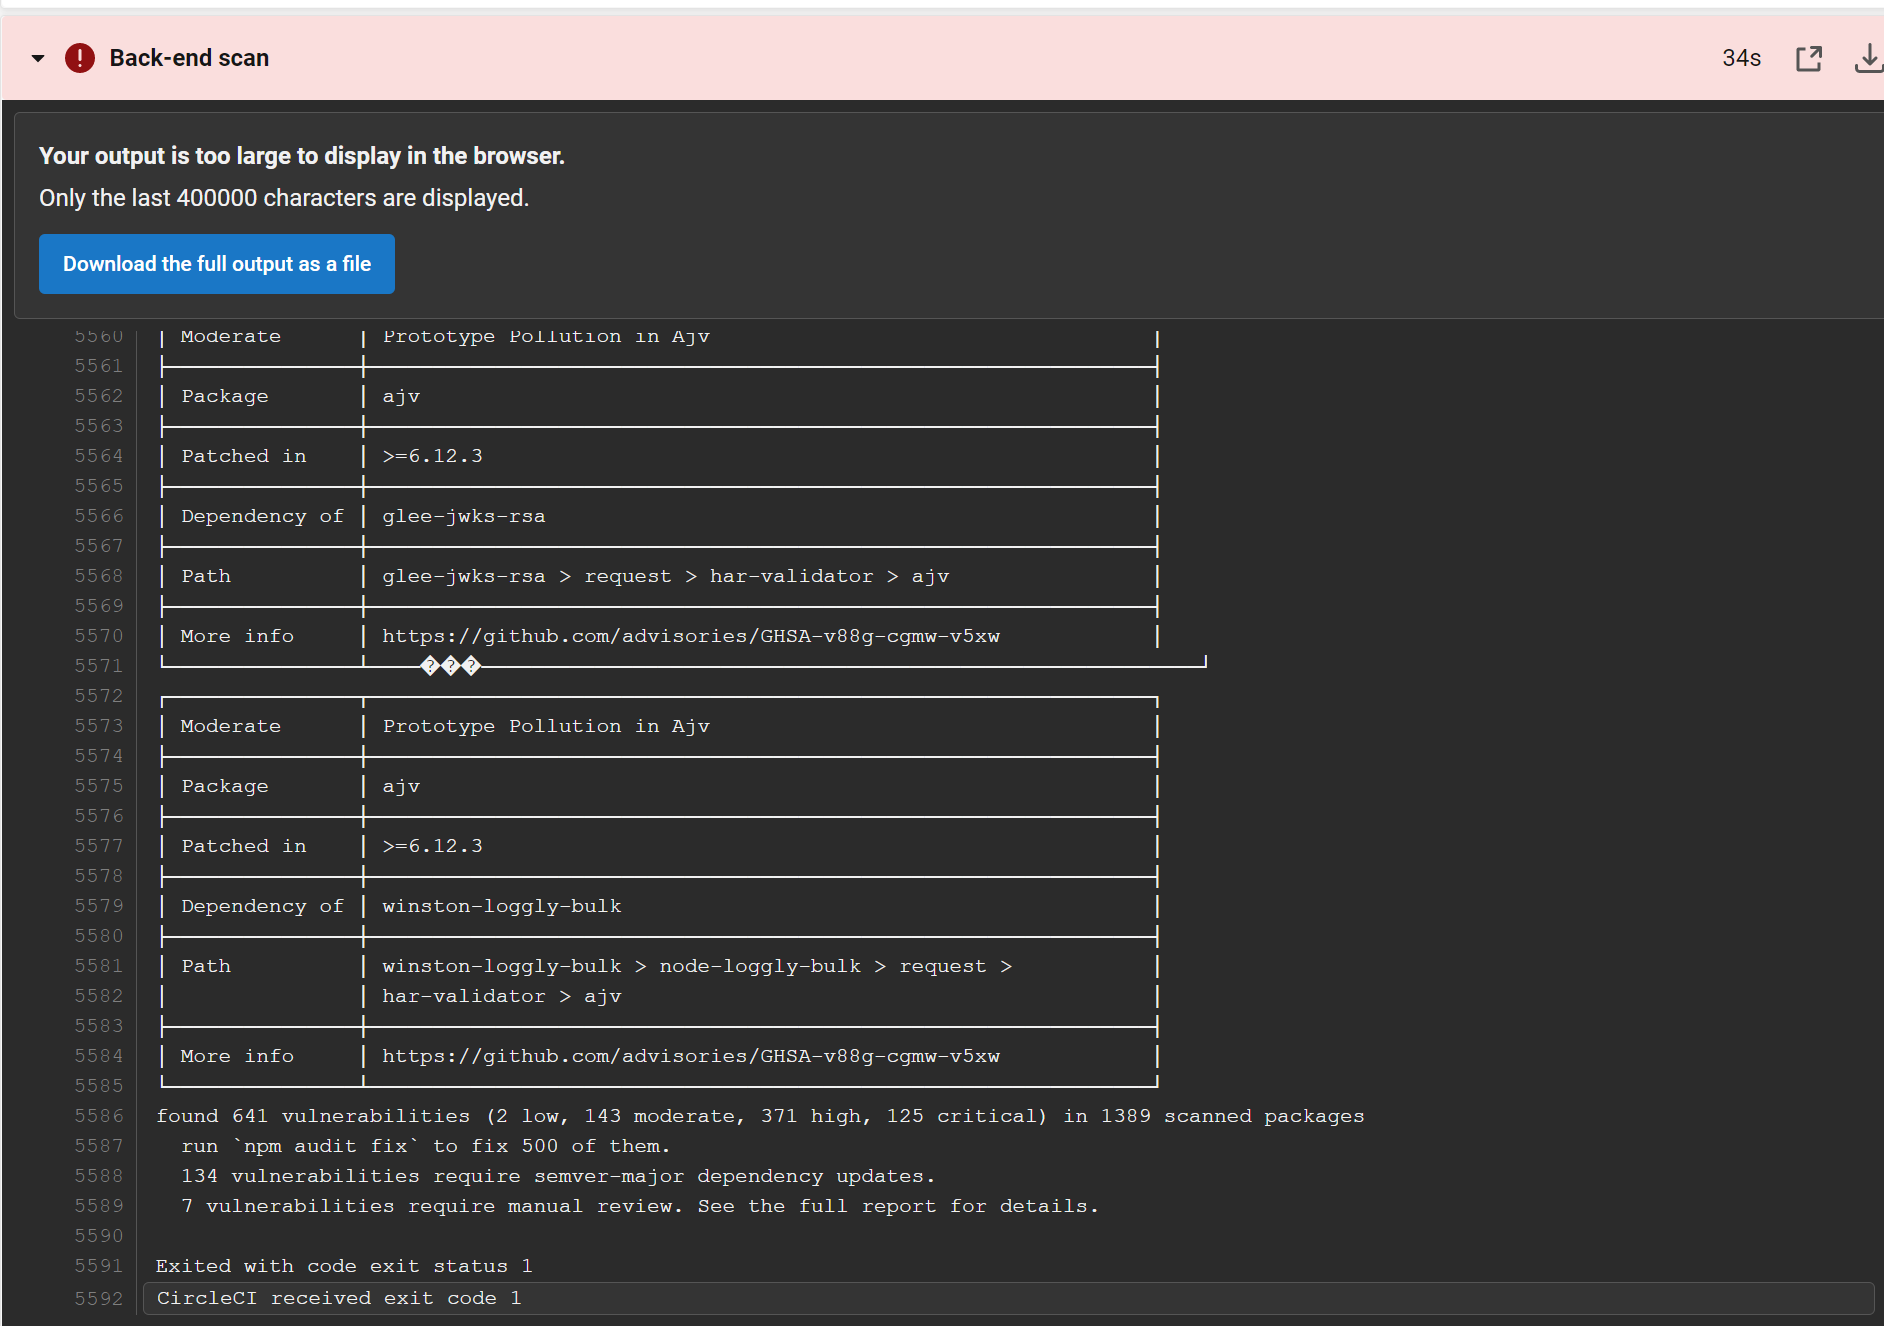 Back-end scan 34s
Your output is too large to display in the browser.
Only the last 400000 characters are displayed.
Download the full output as a file
5560 | Moderate | Prototype Pollution in Ajv |
5561
5562 | Package | ajv |
5563
5564 | Patched in | >=6.12.3 |
5565
5566 | Dependency of | glee-jwks-rsa |
5567
5568 | Path | glee-jwks-rsa > request > har-validator > ajv |
5569
5570 | More info | https://github.com/advisories/GHSA-v88g-cgmw-v5xw |
5571 ���
5572
5573 | Moderate | Prototype Pollution in Ajv |
5574
5575 | Package | ajv |
5576
5577 | Patched in | >=6.12.3 |
5578
5579 | Dependency of | winston-loggly-bulk |
5580
5581 | Path | winston-loggly-bulk > node-loggly-bulk > request > |
5582 | | har-validator > ajv |
5583
5584 | More info | https://github.com/advisories/GHSA-v88g-cgmw-v5xw |
5585
5586 found 641 vulnerabilities (2 low, 143 moderate, 371 high, 125 critical) in 1389 scanned packages
5587 run `npm audit fix` to fix 500 of them.
5588 134 vulnerabilities require semver-major dependency updates.
5589 7 vulnerabilities require manual review. See the full report for details.
5590
5591 Exited with code exit status 1
5592 CircleCI received exit code 1